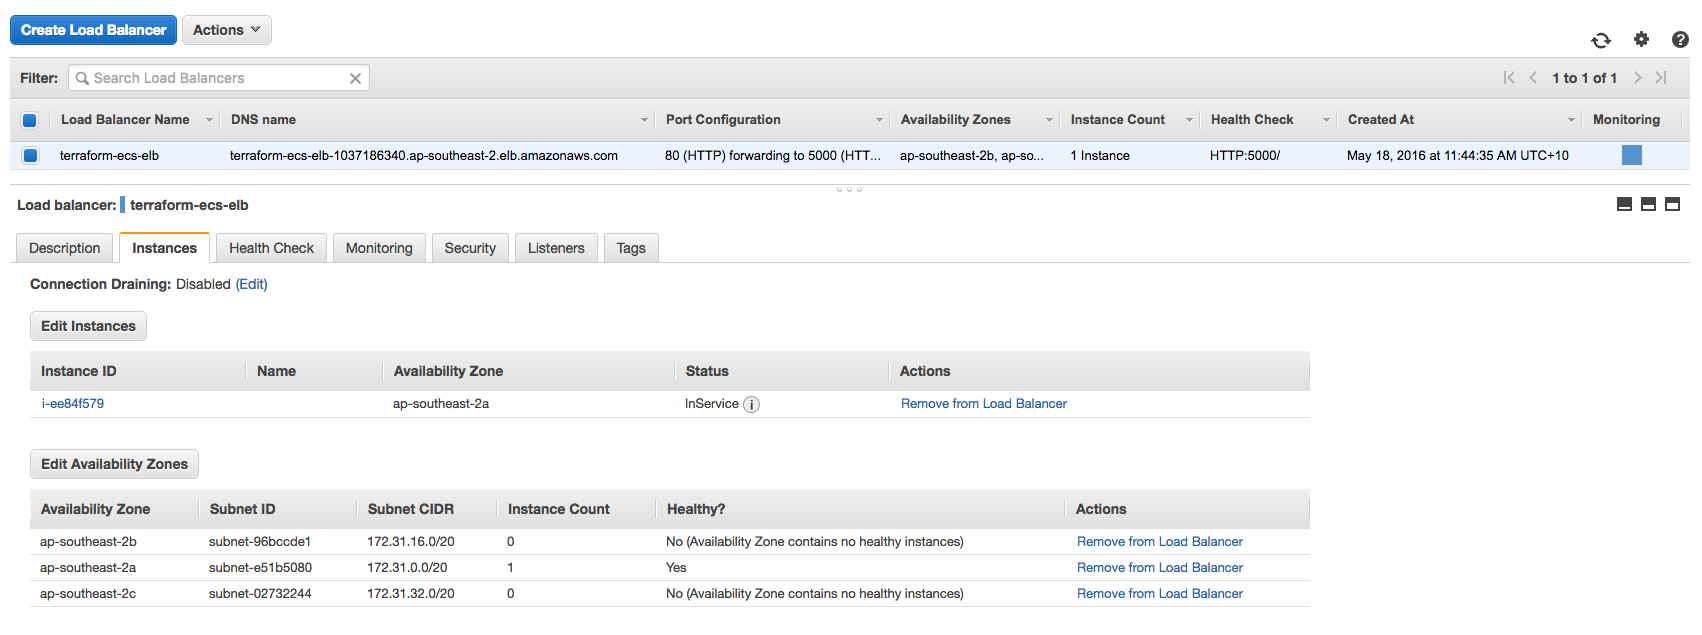 Create Load Balancer Actions
Filter: Search Load Balancers 1 to 1 of 1
Load Balancer Name DNS name Port Configuration Availability Zones Instance Count Health Check Created At Monitoring
terraform-ecs-elb terraform-ecs-elb-1037186340.ap-southeast-2.elb.amazonaws.com 80 (HTTP) forwarding to 5000 (HTT... ap-southeast-2b, ap-so... 1 Instance HTTP:5000/ May 18, 2016 at 11:44:35 AM UTC+10
Load balancer: terraform-ecs-elb
Description Instances Health Check Monitoring Security Listeners Tags
Connection Draining: Disabled (Edit)
Edit Instances
Instance ID Name Availability Zone Status Actions
i-ee84f579 ap-southeast-2a InService i Remove from Load Balancer
Edit Availability Zones
Availability Zone Subnet ID Subnet CIDR Instance Count Healthy? Actions
ap-southeast-2b subnet-96bccde1 172.31.16.0/20 0 No (Availability Zone contains no healthy instances) Remove from Load Balancer
ap-southeast-2a subnet-e51b5080 172.31.0.0/20 1 Yes Remove from Load Balancer
ap-southeast-2c subnet-02732244 172.31.32.0/20 0 No (Availability Zone contains no healthy instances) Remove from Load Balancer